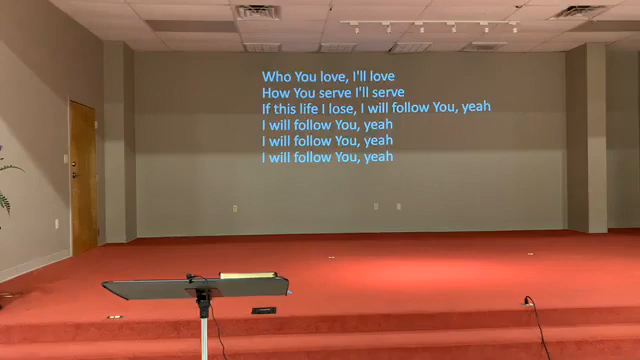 Who You love, I'll love
How You serve I'll serve
If this life I lose, I will follow You, yeah
I will follow You, yeah
I will follow You, yeah
I will follow You, yeah